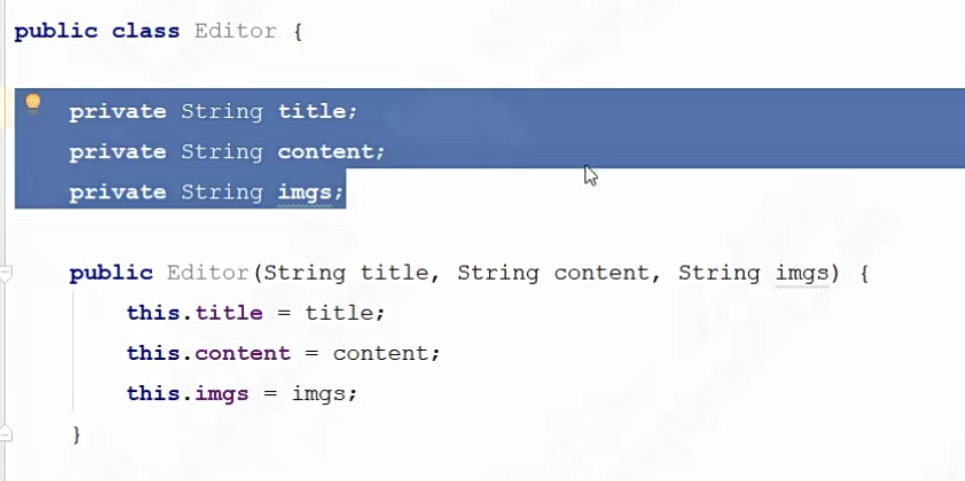 public class Editor {
private String title;
private String content;
private String imgs;
public Editor(String title, String content, String imgs) {
this.title = title;
this.content = content;
this.imgs = imgs;
}